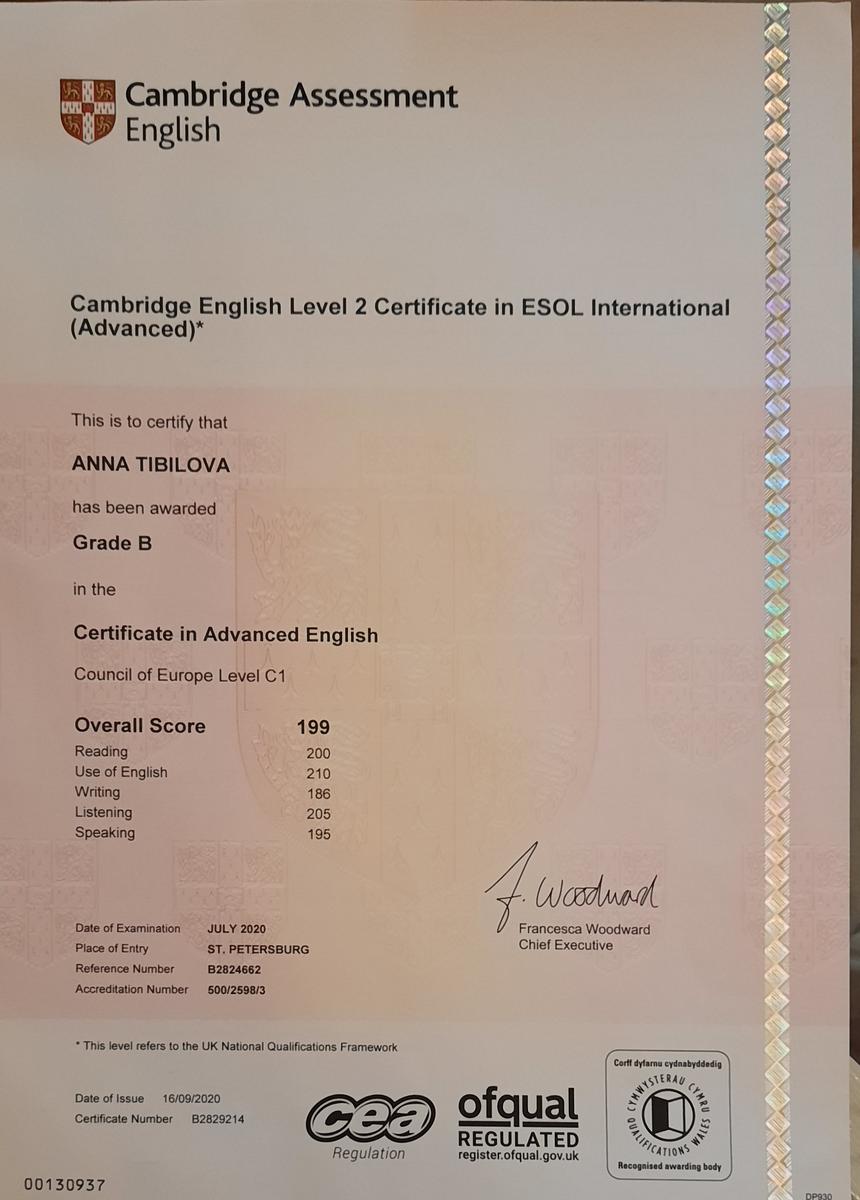 Cambridge Assessment
English
Cambridge English Level 2 Certificate in ESOL International
(Advanced)*
This is to certify that
ANNA TIBILOVA
has been awarded
Grade B
in the
Certificate in Advanced English
Council of Europe Level C1
Overall Score 199
Reading 200
Use of English 210
Writing 186
Listening 205
Speaking 195
F. Woodward
Francesca Woodward
Chief Executive
Date of Examination JULY 2020
Place of Entry ST. PETERSBURG
Reference Number B2824662
Accreditation Number 500/2598/3
* This level refers to the UK National Qualifications Framework
Date of Issue 16/09/2020
Certificate Number B2829214
cea
Regulation
ofqual
REGULATED
register.ofqual.gov.uk
Corff dyfarnu cydnabyddedig
CYMWYSTERAU CYMRU
QUALIFICATIONS WALES
Recognised awarding body
00130937
DP930